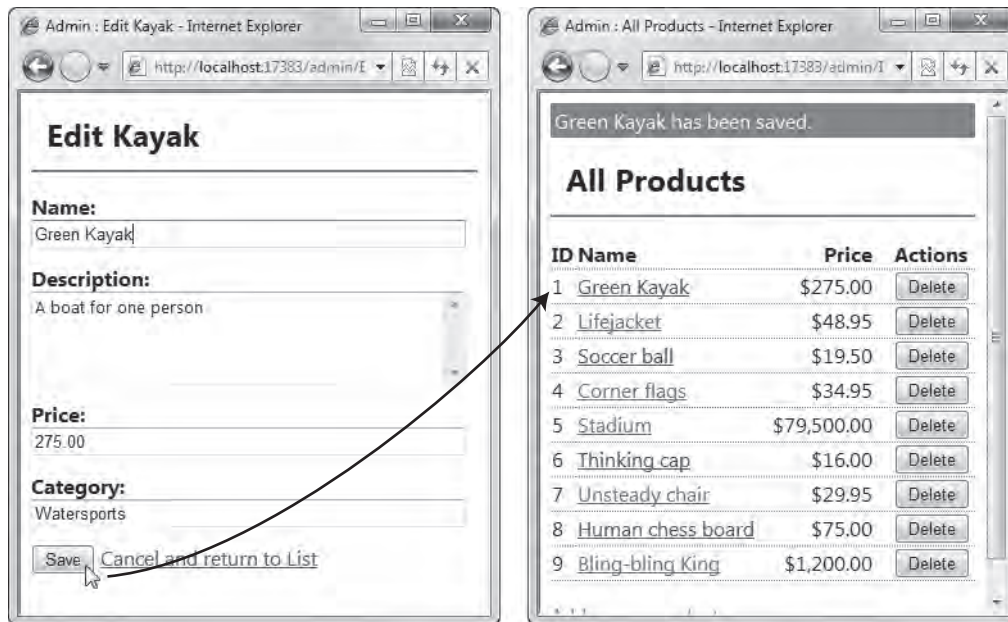 Admin : Edit Kayak - Internet Explorer
http://localhost:17383/admin/E
Edit Kayak
Name:
Green Kayak
Description:
A boat for one person
Price:
275.00
Category:
Watersports
Save Cancel and return to List
Admin : All Products - Internet Explorer
http://localhost:17383/admin/I
Green Kayak has been saved.
All Products
ID Name Price Actions
1 Green Kayak $275.00 Delete
2 Lifejacket $48.95 Delete
3 Soccer ball $19.50 Delete
4 Corner flags $34.95 Delete
5 Stadium $79,500.00 Delete
6 Thinking cap $16.00 Delete
7 Unsteady chair $29.95 Delete
8 Human chess board $75.00 Delete
9 Bling-bling King $1,200.00 Delete